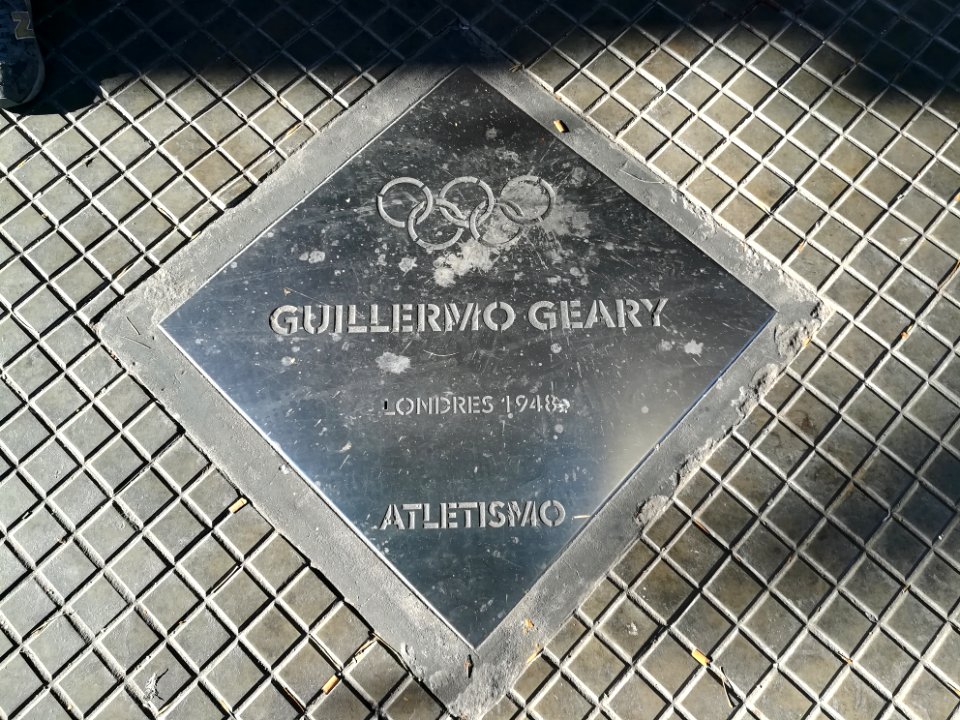 GUILLERMO GEARY
LONDRES 1948
ATLETISMO